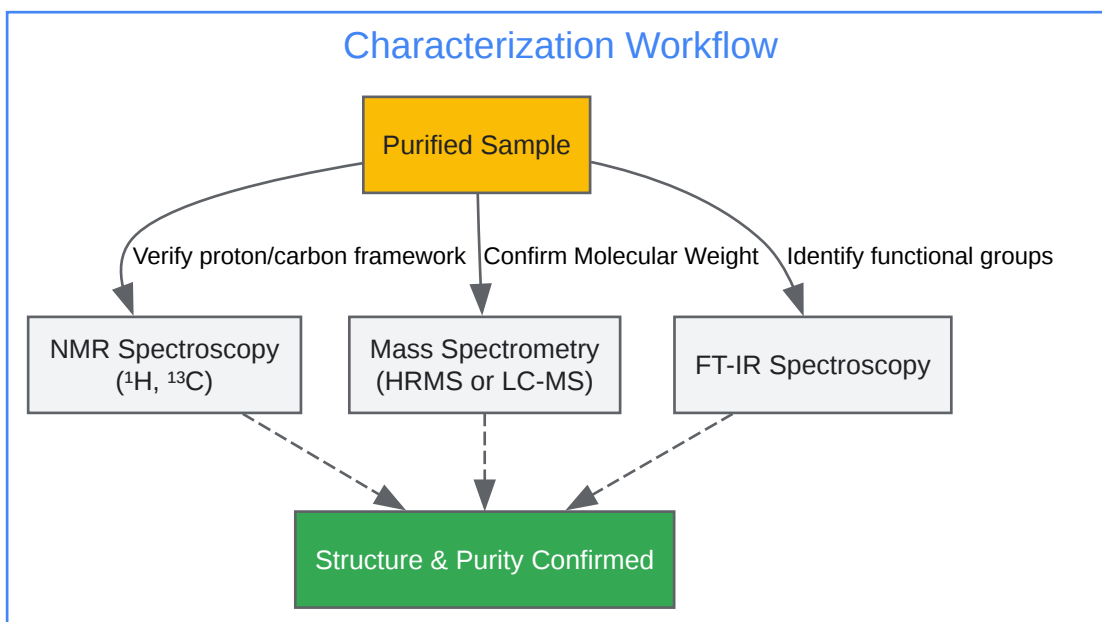 Characterization Workflow
Purified Sample
Verify proton/carbon framework
Confirm Molecular Weight
Identify functional groups
NMR Spectroscopy
(¹H, ¹³C)
Mass Spectrometry
(HRMS or LC-MS)
FT-IR Spectroscopy
Structure & Purity Confirmed